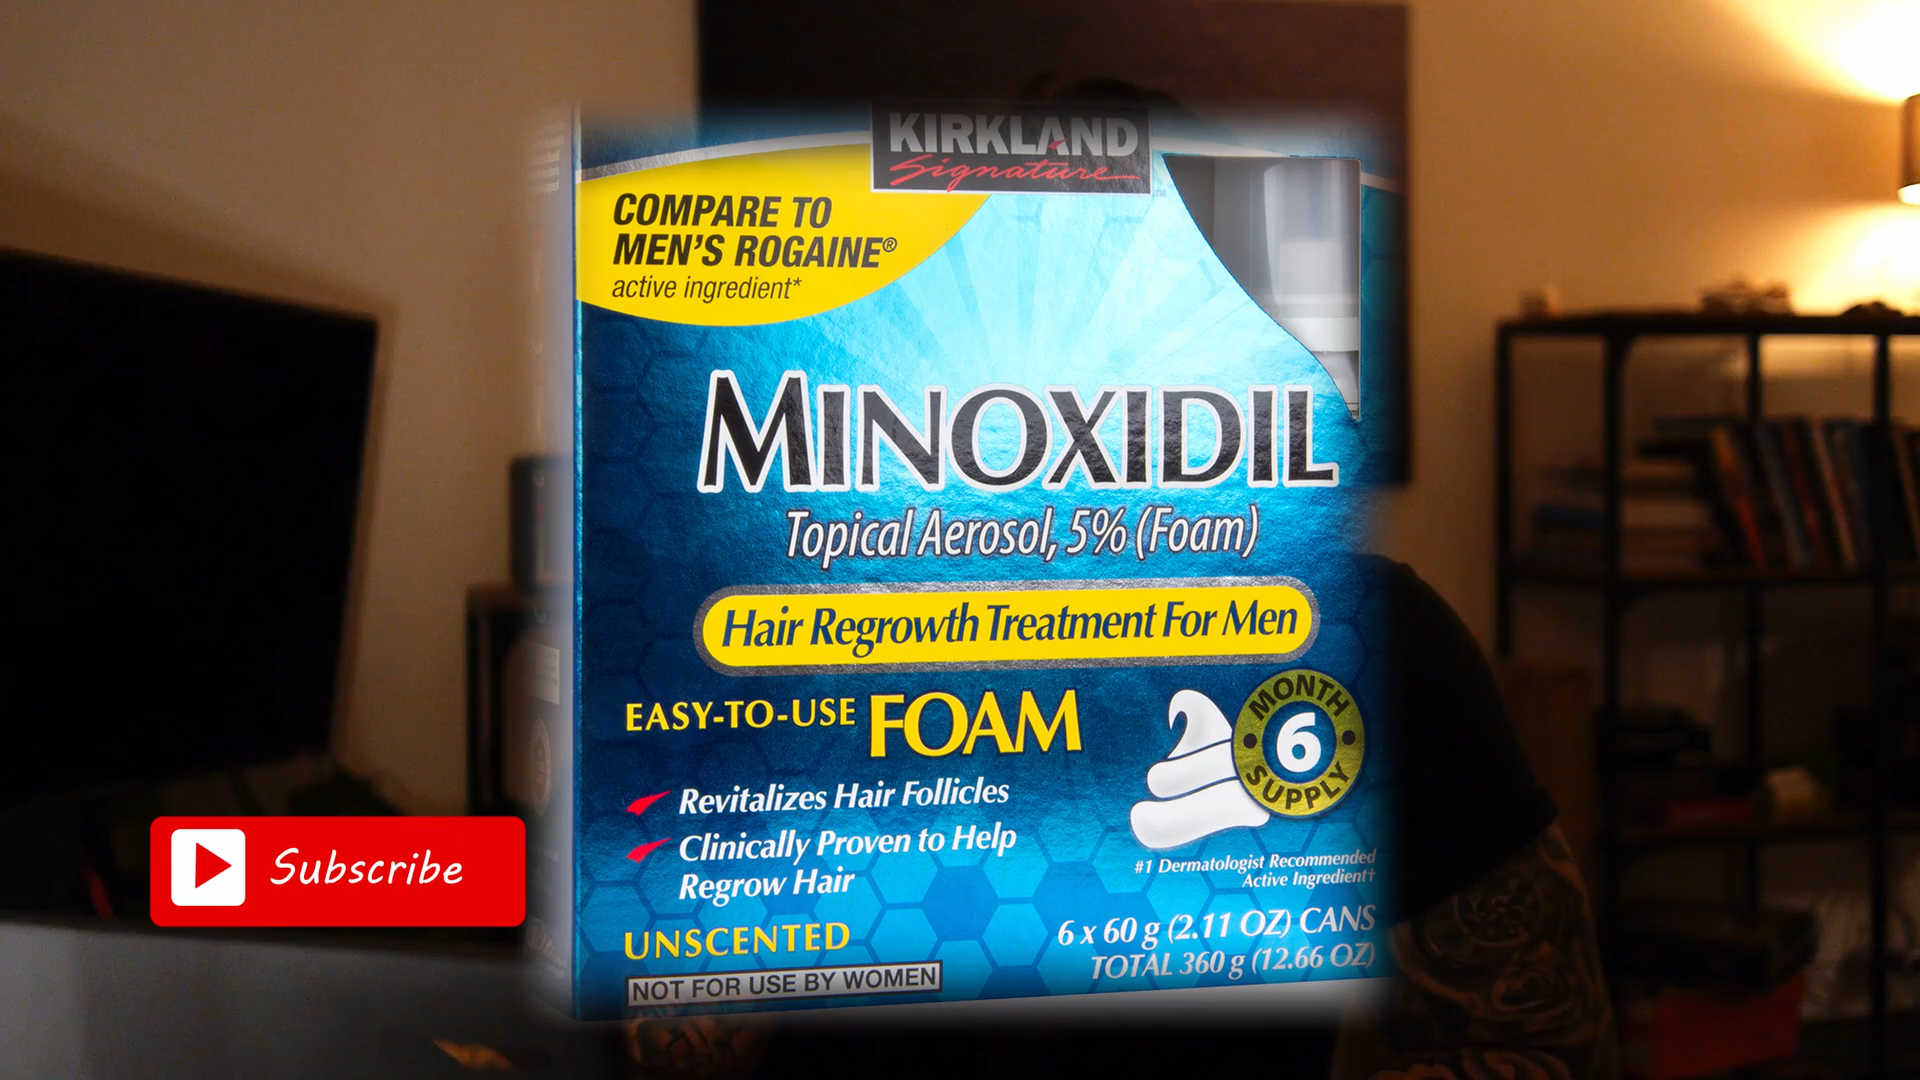 KIRKLAND
Signature
COMPARE TO
MEN'S ROGAINE®
active ingredient*
MINOXIDIL
Topical Aerosol, 5% (Foam)
Hair Regrowth Treatment For Men
EASY-TO-USE FOAM
MONTH
6
SUPPLY
Revitalizes Hair Follicles
Clinically Proven to Help
Regrow Hair
#1 Dermatologist Recommended
Active Ingredient†
UNSCENTED
6 x 60 g (2.11 OZ) CANS
TOTAL 360 g (12.66 OZ)
NOT FOR USE BY WOMEN
Subscribe